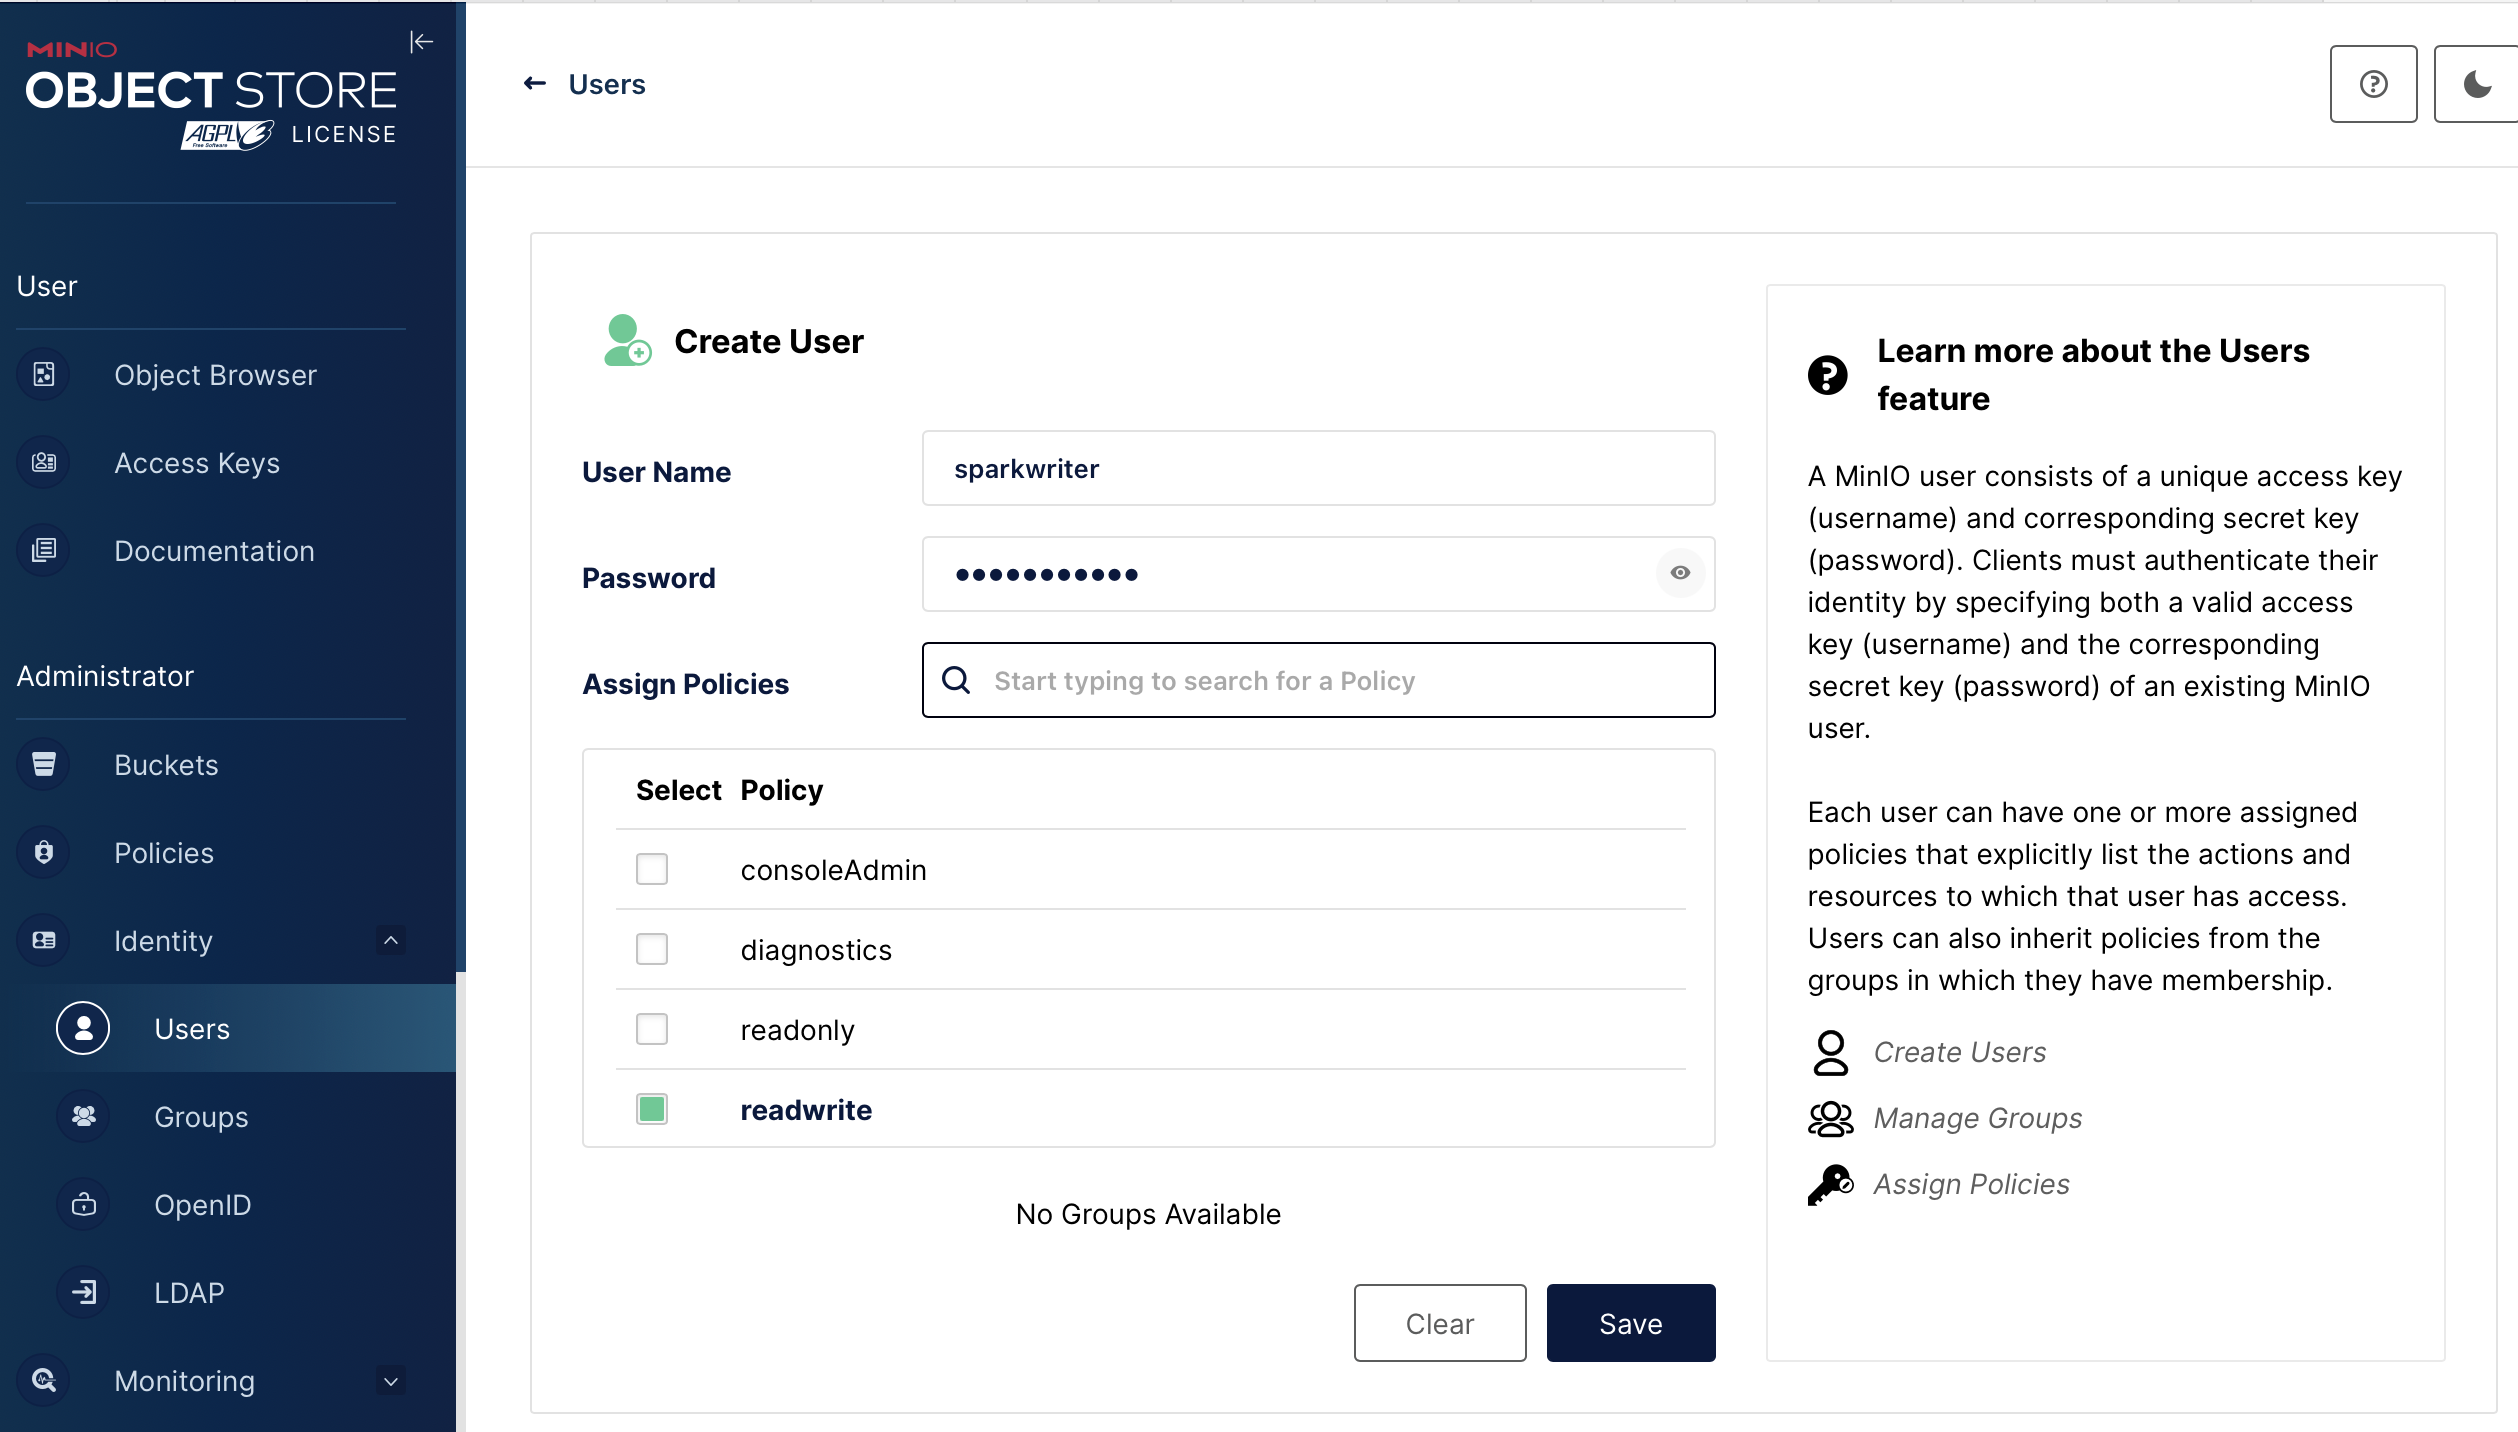 MINIO
OBJECT STORE
AGPL v3 LICENSE
Free Software
User
Object Browser
Access Keys
Documentation
Administrator
Buckets
Policies
Identity
Users
Groups
OpenID
LDAP
Monitoring
Users
Create User
User Name
sparkwriter
Password
Assign Policies
Start typing to search for a Policy
Select Policy
consoleAdmin
diagnostics
readonly
readwrite
No Groups Available
Clear
Save
Learn more about the Users
feature
A MinIO user consists of a unique access key
(username) and corresponding secret key
(password). Clients must authenticate their
identity by specifying both a valid access
key (username) and the corresponding
secret key (password) of an existing MinIO
user.
Each user can have one or more assigned
policies that explicitly list the actions and
resources to which that user has access.
Users can also inherit policies from the
groups in which they have membership.
Create Users
Manage Groups
Assign Policies